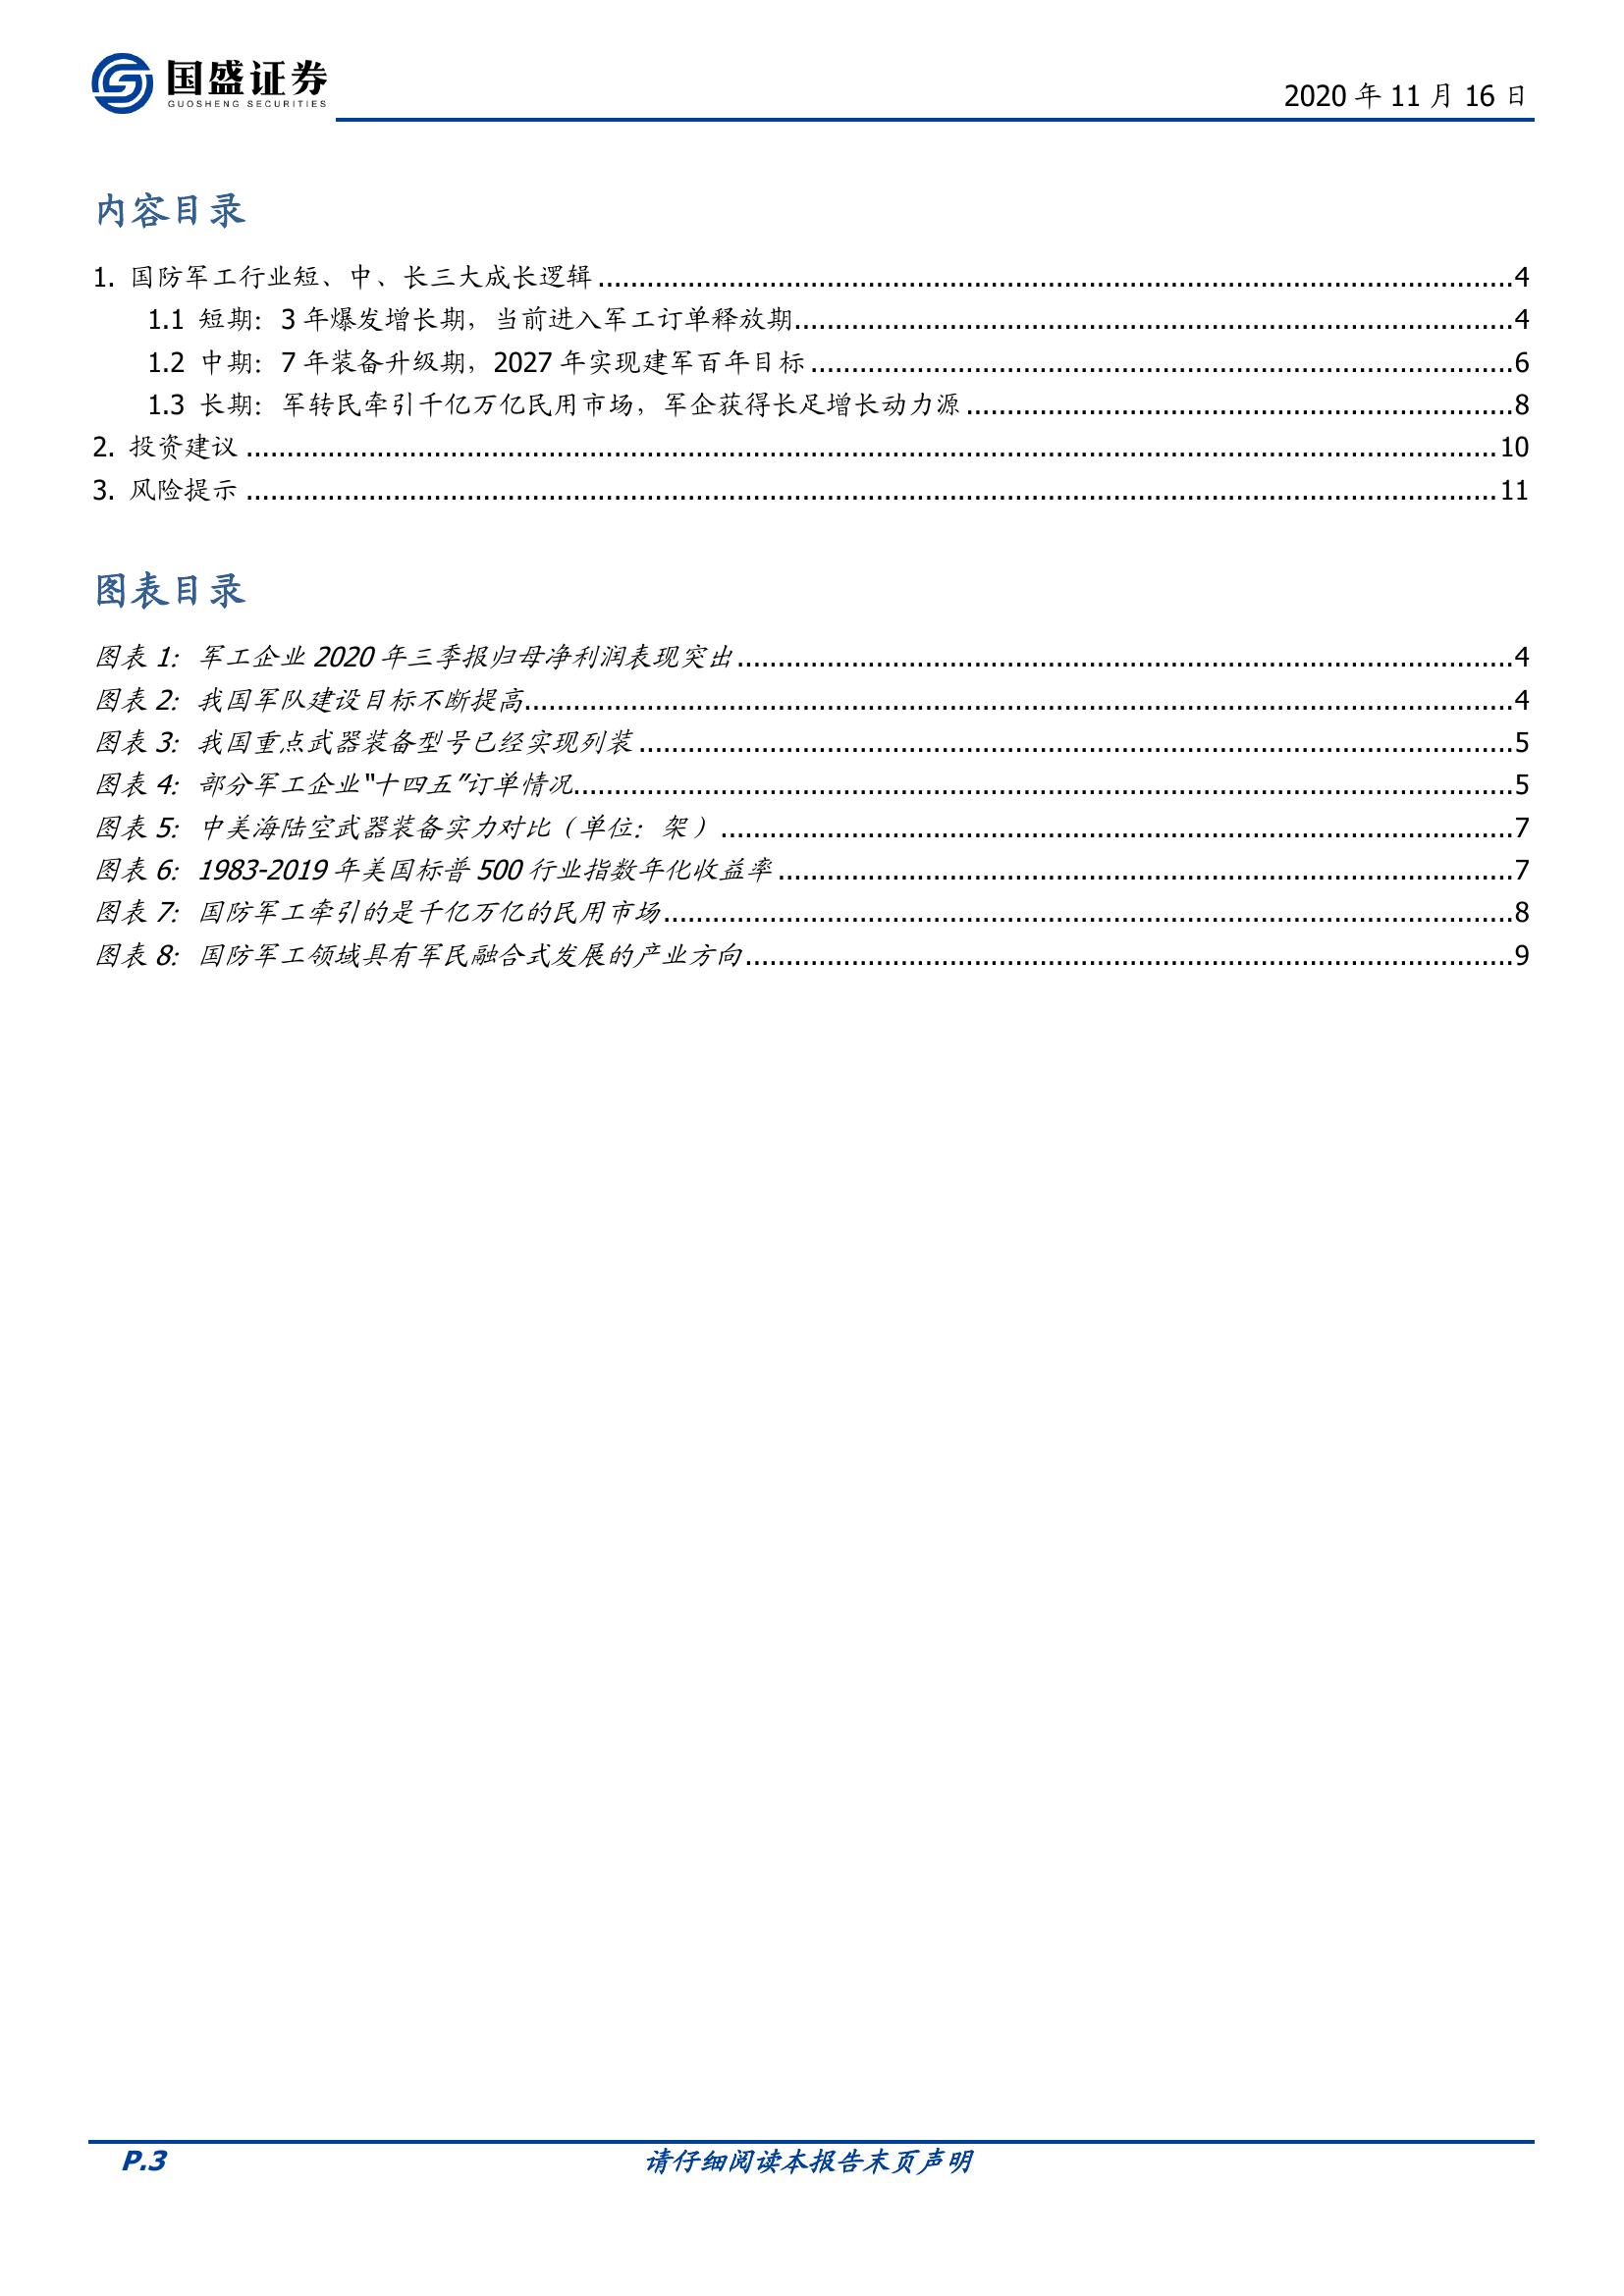 国盛证券
GUOSHENG SECURITIES
2020 年 11 月 16 日
内容目录
1. 国防军工行业短、中、长三大成长逻辑 ........ 4
1.1 短期：3 年爆发增长期，当前进入军工订单释放期 ........ 4
1.2 中期：7 年装备升级期，2027 年实现建军百年目标 ........ 6
1.3 长期：军转民牵引千亿万亿民用市场，军企获得长足增长动力源 ........ 8
2. 投资建议 ........ 10
3. 风险提示 ........ 11
图表目录
图表 1：军工企业 2020 年三季报归母净利润表现突出 ........ 4
图表 2：我国军队建设目标不断提高 ........ 4
图表 3：我国重点武器装备型号已经实现列装 ........ 5
图表 4：部分军工企业"十四五"订单情况 ........ 5
图表 5：中美海陆空武器装备实力对比（单位：架） ........ 7
图表 6：1983-2019 年美国标普 500 行业指数年化收益率 ........ 7
图表 7：国防军工牵引的是千亿万亿的民用市场 ........ 8
图表 8：国防军工领域具有军民融合式发展的产业方向 ........ 9
P.3
请仔细阅读本报告末页声明